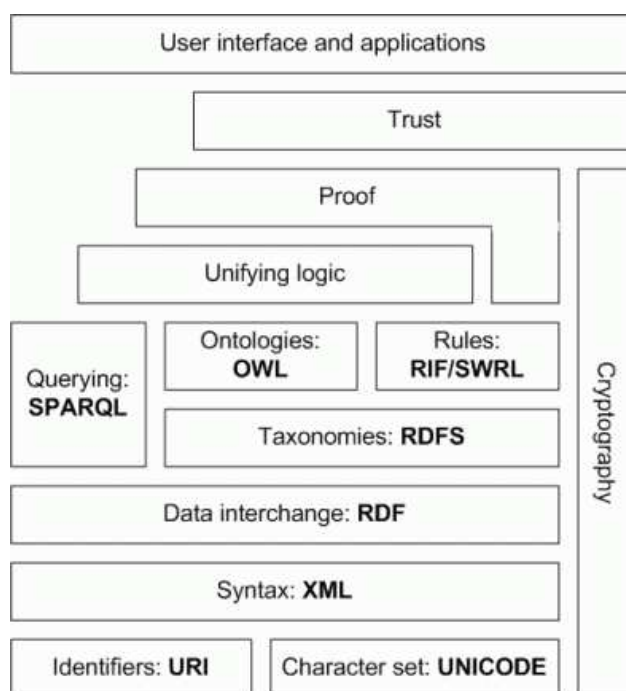 User interface and applications
Trust
Proof
Unifying logic
Querying:
SPARQL
Ontologies:
OWL
Rules:
RIF/SWRL
Taxonomies: RDFS
Cryptography
Data interchange: RDF
Syntax: XML
Identifiers: URI
Character set: UNICODE